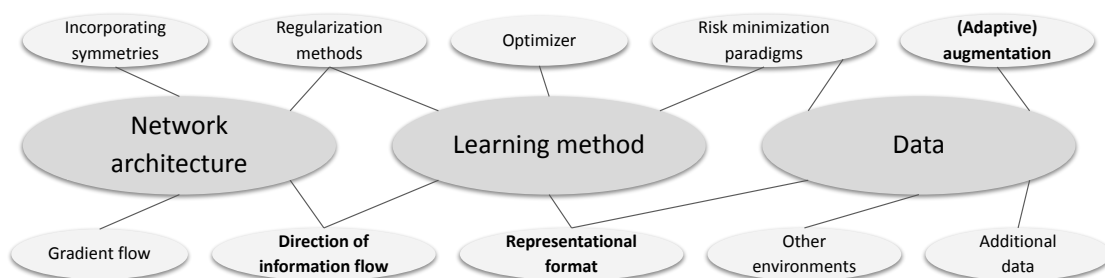 Incorporating
symmetries
Regularization
methods
Optimizer
Risk minimization
paradigms
(Adaptive)
augmentation
Network
architecture
Learning method
Data
Gradient flow
Direction of
information flow
Representational
format
Other
environments
Additional
data